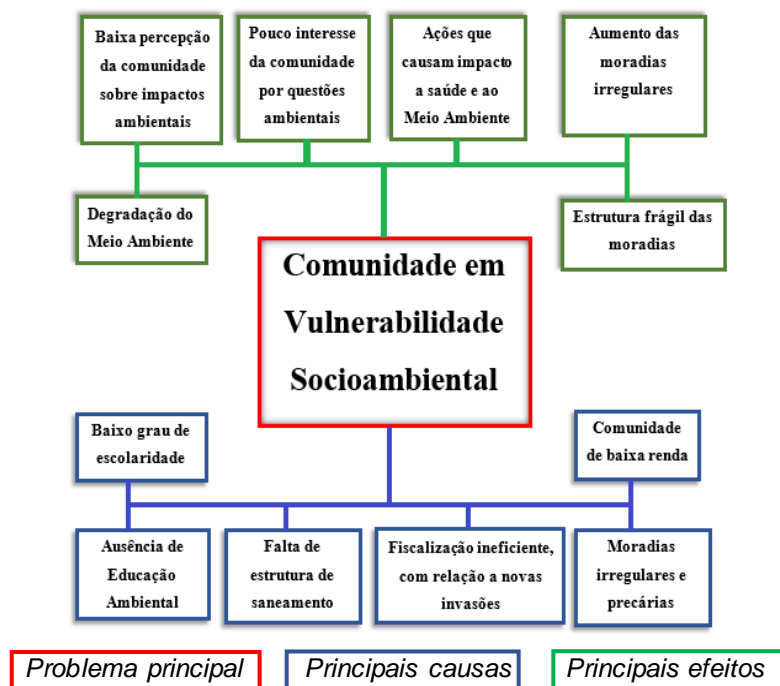 Baixa percepção
da comunidade
sobre impactos
ambientais
Pouco interesse
da comunidade
por questões
ambientais
Ações que
causam impacto
a saúde e ao
Meio Ambiente
Aumento das
moradias
irregulares
Degradação do
Meio Ambiente
Estrutura frágil das
moradias
Comunidade em
Vulnerabilidade
Socioambiental
Baixo grau de
escolaridade
Comunidade
de baixa renda
Ausência de
Educação
Ambiental
Falta de
estrutura de
saneamento
Fiscalização ineficiente,
com relação a novas
invasões
Moradias
irregulares e
precárias
Problema principal
Principais causas
Principais efeitos